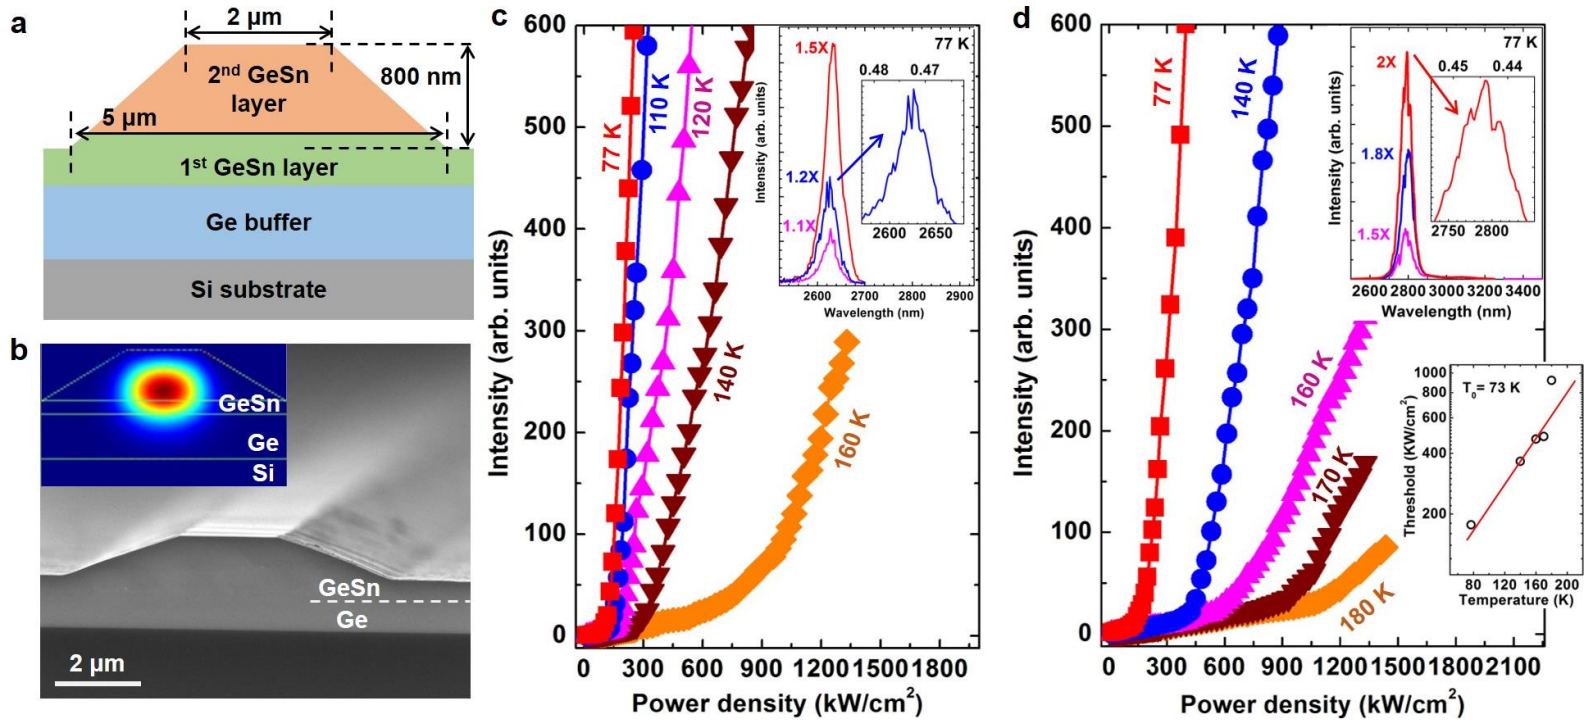 a
2 μm
2nd GeSn
layer
800 nm
5 μm
1st GeSn layer
Ge buffer
Si substrate
b
GeSn
Ge
Si
GeSn
Ge
2 μm
c
Intensity (arb. units)
600
500
400
300
200
100
0
0 300 600 900 1200 1500 1800
Power density (kW/cm2)
77 K
110 K
120 K
140 K
160 K
77 K
1.5X
1.2X
1.1X
0.48 0.47
2600 2650
Intensity (arb. units)
2600 2700 2800 2900
Wavelength (nm)
d
Intensity (arb. units)
600
500
400
300
200
100
0
0 300 600 900 1200 1500 1800 2100
Power density (kW/cm2)
77 K
140 K
160 K
170 K
180 K
77 K
2X
1.8X
1.5X
0.45 0.44
2750 2800
Intensity (arb. units)
2600 2800 3000 3200 3400
Wavelength (nm)
T0= 73 K
Threshold (KW/cm2)
1000
800
600
400
200
80 120 160 200
Temperature (K)